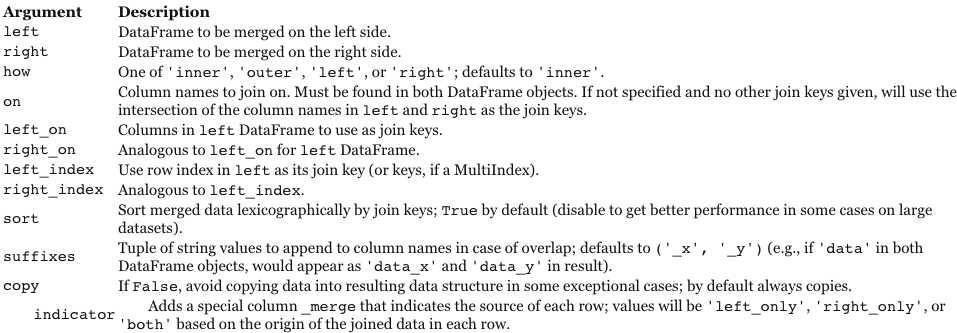 Argument Description
left DataFrame to be merged on the left side.
right DataFrame to be merged on the right side.
how One of 'inner', 'outer', 'left', or 'right'; defaults to 'inner'.
on Column names to join on. Must be found in both DataFrame objects. If not specified and no other join keys given, will use the
intersection of the column names in left and right as the join keys.
left_on Columns in left DataFrame to use as join keys.
right_on Analogous to left_on for left DataFrame.
left_index Use row index in left as its join key (or keys, if a MultiIndex).
right_index Analogous to left_index.
sort Sort merged data lexicographically by join keys; True by default (disable to get better performance in some cases on large
datasets).
suffixes Tuple of string values to append to column names in case of overlap; defaults to ('_x', '_y') (e.g., if 'data' in both
DataFrame objects, would appear as 'data_x' and 'data_y' in result).
copy If False, avoid copying data into resulting data structure in some exceptional cases; by default always copies.
indicator Adds a special column _merge that indicates the source of each row; values will be 'left_only', 'right_only', or
'both' based on the origin of the joined data in each row.